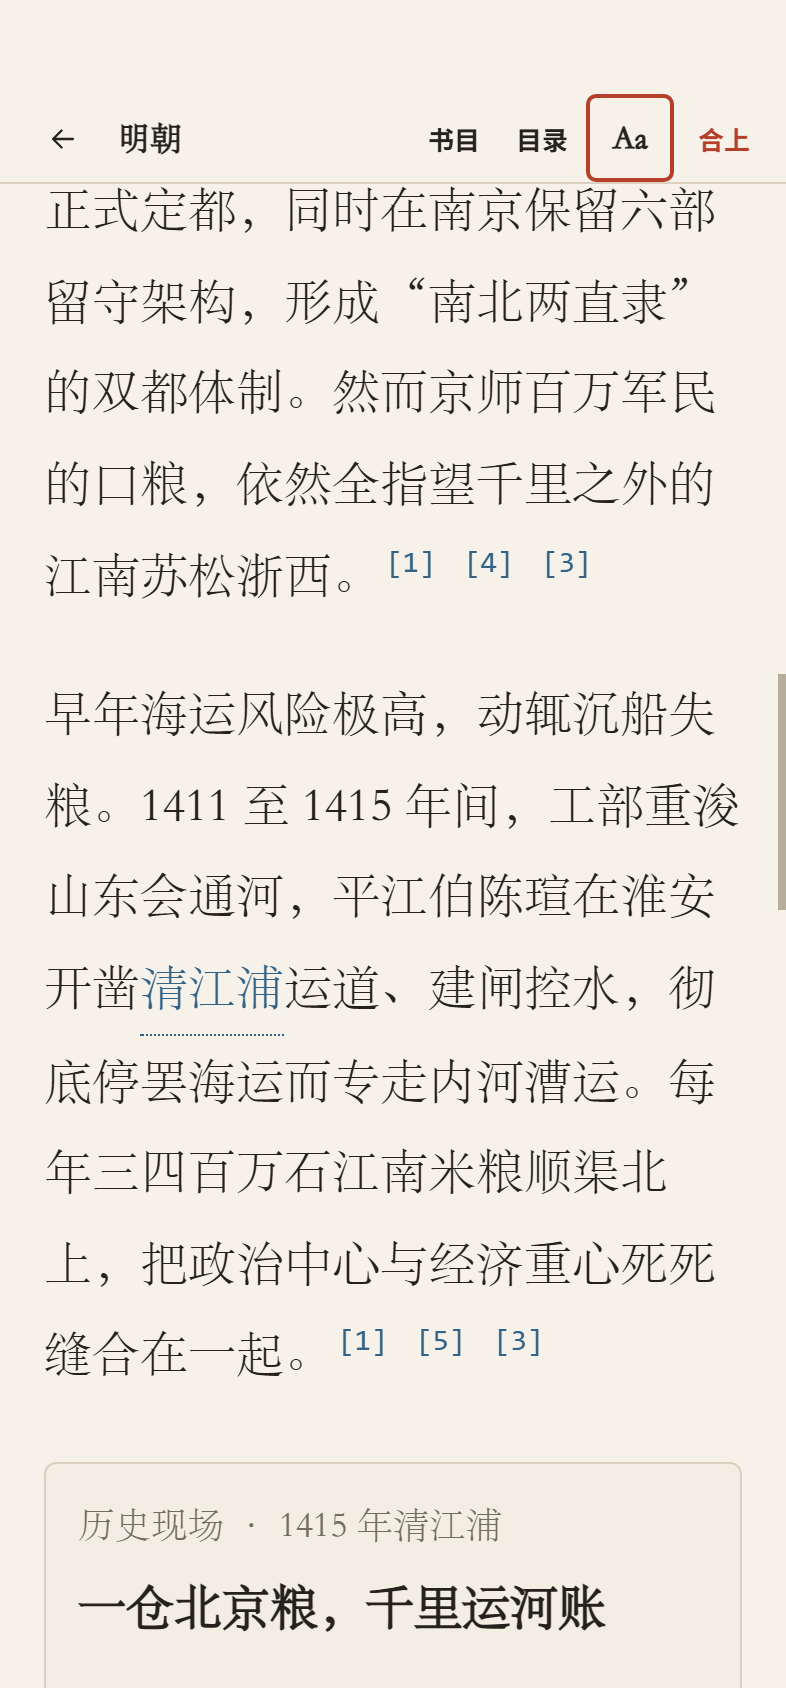 ← 明朝 书目 目录 Aa 合上
正式定都，同时在南京保留六部
留守架构，形成“南北两直隶”
的双都体制。然而京师百万军民
的口粮，依然全指望千里之外的
江南苏松浙西。[1] [4] [3]
早年海运风险极高，动辄沉船失
粮。1411 至 1415 年间，工部重浚
山东会通河，平江伯陈瑄在淮安
开凿清江浦运道、建闸控水，彻
底停罢海运而专走内河漕运。每
年三四百万石江南米粮顺渠北
上，把政治中心与经济重心死死
缝合在一起。[1] [5] [3]
历史现场 · 1415 年清江浦
一仓北京粮，千里运河账